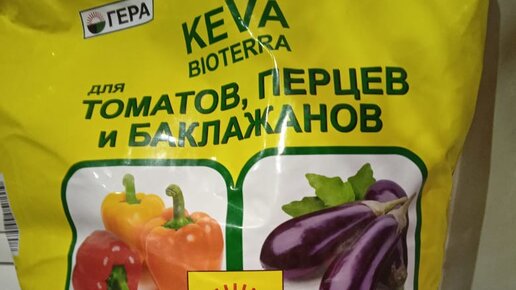 ГЕРА
KEVA
BIOTERRA
для
ТОМАТОВ, ПЕРЦЕВ
и БАКЛАЖАНОВ